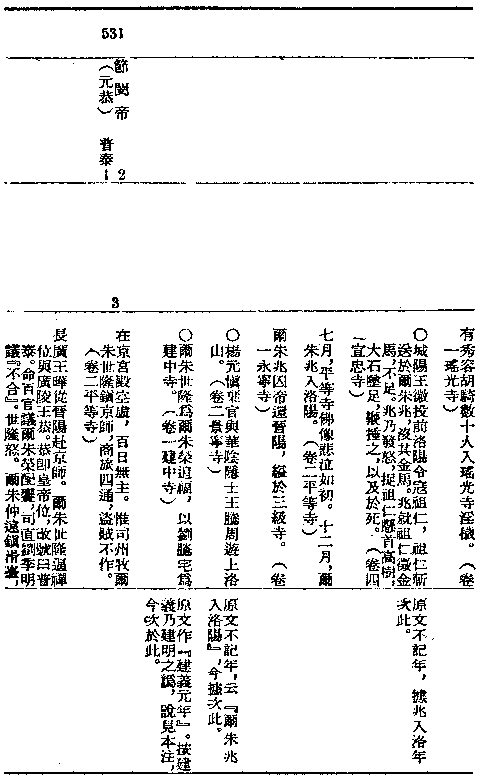 有秀容胡騎數十人入瑤光寺淫穢。（卷
一瑤光寺）
〇城陽王徽投前洛陽令寇祖仁，祖仁斬
送於爾朱兆，沒其金馬。兆就祖仁徵金
馬，不足，兆乃發怒，捉祖仁懸首高樹，
大石墜足，鞭捶之，以及於死。（卷四
宣忠寺）
原文不記年，據兆入洛年
次此。
七月，平等寺佛像悲泣如初。十二月，爾
朱兆入洛陽。（卷二平等寺）
爾朱兆囚帝還晉陽，縊於三級寺。（卷
一永寧寺）
〇楊元愼棄官與華陰隱士王騰周遊上洛
山。（卷二景寧寺）
原文不記年，云『爾朱兆
入洛陽』，今據次此。
〇爾朱世隆爲爾朱榮追福，以劉騰宅爲
建中寺。（卷一建中寺）
原文作『建義元年』。按建
義乃建明之譌，說見本注，
今次於此。
531
節閔帝
（元恭）　普泰
1
2
3
在京宮殿空虛，百日無主。惟司州牧爾
朱世隆鎭京師，商旅四通，盜賊不作。
（卷二平等寺）
長廣王曄從晉陽赴京師。爾朱世隆逼禪
位與廣陵王恭。恭卽皇帝位，改號曰普
泰。命百官議爾朱榮配饗，司直劉季明
議『不合』。世隆怒。爾朱仲遠鎭滑臺，